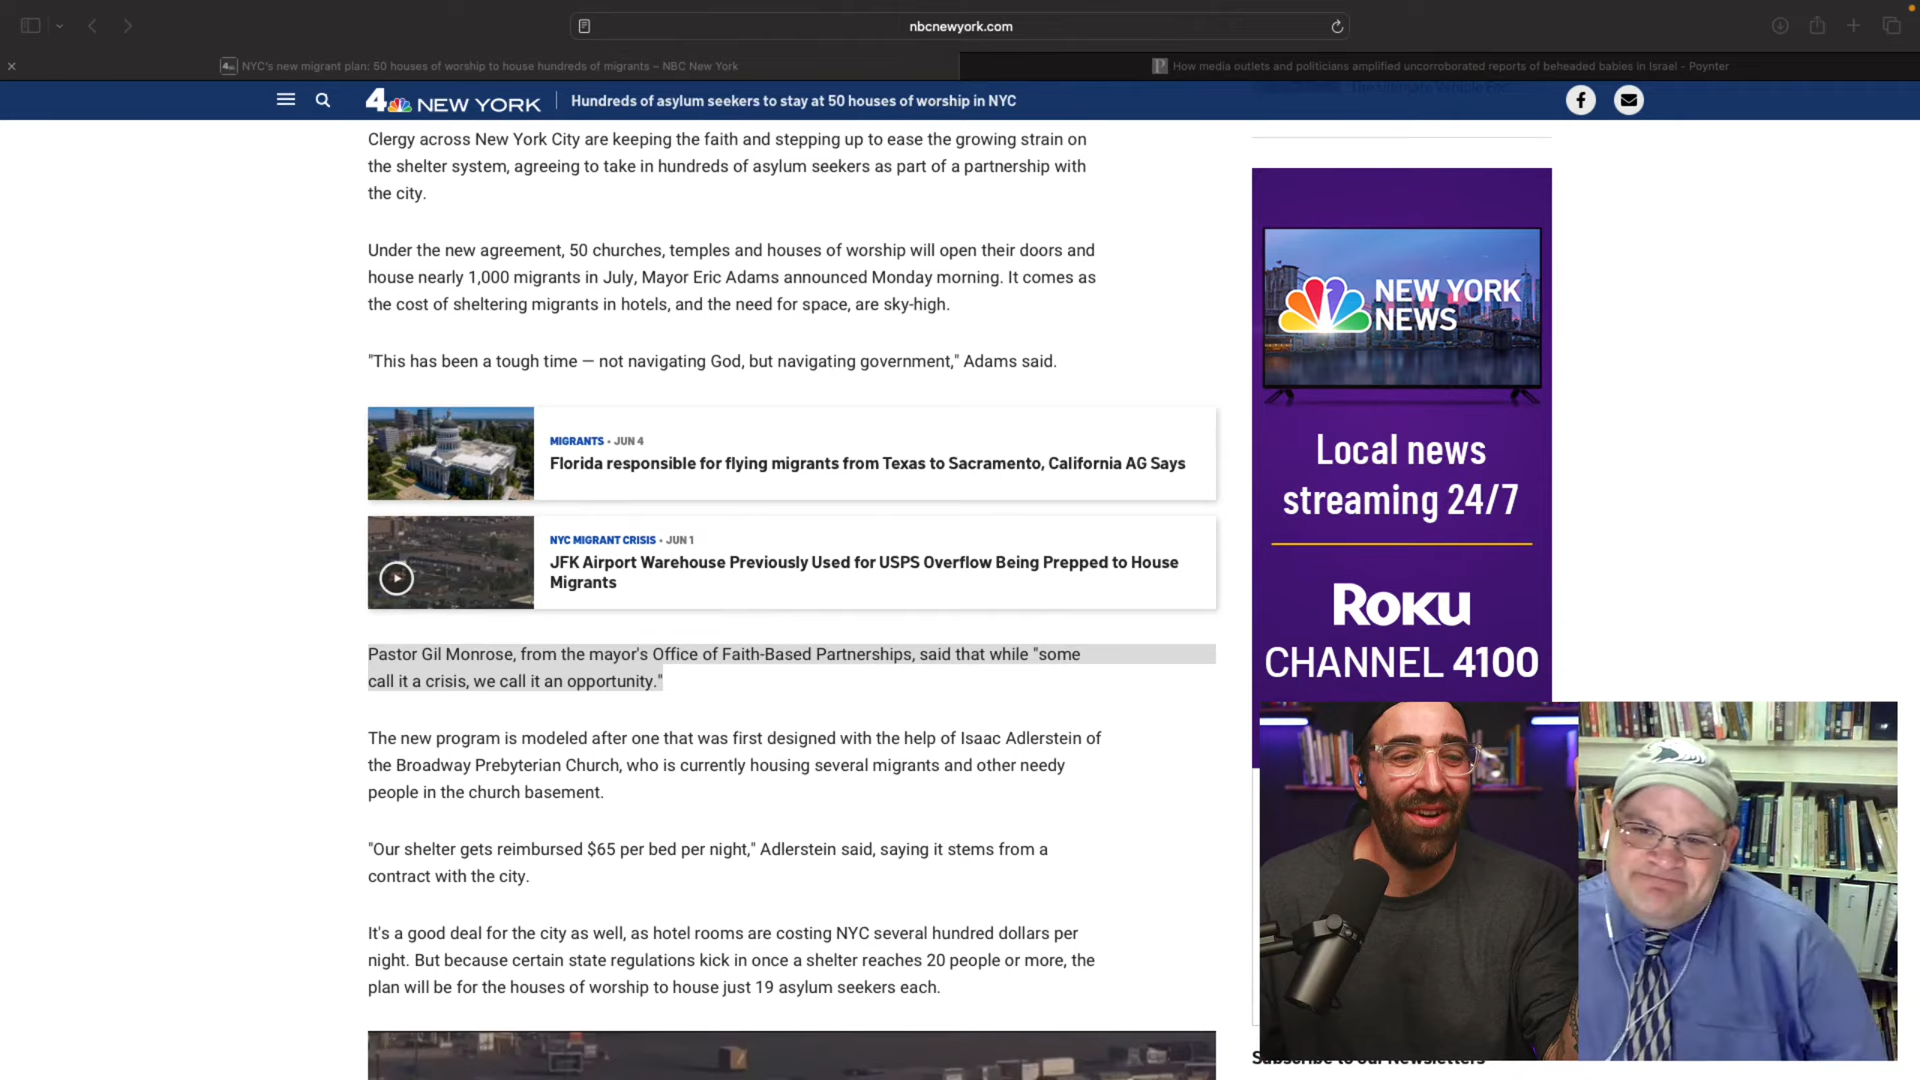 nbcnewyork.com
NYC's new migrant plan: 50 houses of worship to house hundreds of migrants – NBC New York
How media outlets and politicians amplified uncorroborated reports of beheaded babies in Israel - Poynter
4 NEW YORK
Hundreds of asylum seekers to stay at 50 houses of worship in NYC
Clergy across New York City are keeping the faith and stepping up to ease the growing strain on
the shelter system, agreeing to take in hundreds of asylum seekers as part of a partnership with
the city.
Under the new agreement, 50 churches, temples and houses of worship will open their doors and
house nearly 1,000 migrants in July, Mayor Eric Adams announced Monday morning. It comes as
the cost of sheltering migrants in hotels, and the need for space, are sky-high.
"This has been a tough time — not navigating God, but navigating government," Adams said.
MIGRANTS • JUN 4
Florida responsible for flying migrants from Texas to Sacramento, California AG Says
NYC MIGRANT CRISIS • JUN 1
JFK Airport Warehouse Previously Used for USPS Overflow Being Prepped to House
Migrants
Pastor Gil Monrose, from the mayor's Office of Faith-Based Partnerships, said that while "some
call it a crisis, we call it an opportunity."
The new program is modeled after one that was first designed with the help of Isaac Adlerstein of
the Broadway Prebyterian Church, who is currently housing several migrants and other needy
people in the church basement.
"Our shelter gets reimbursed $65 per bed per night," Adlerstein said, saying it stems from a
contract with the city.
It's a good deal for the city as well, as hotel rooms are costing NYC several hundred dollars per
night. But because certain state regulations kick in once a shelter reaches 20 people or more, the
plan will be for the houses of worship to house just 19 asylum seekers each.
NEW YORK
NEWS
Local news
streaming 24/7
Roku
CHANNEL 4100
Subscribe to our Newsletters